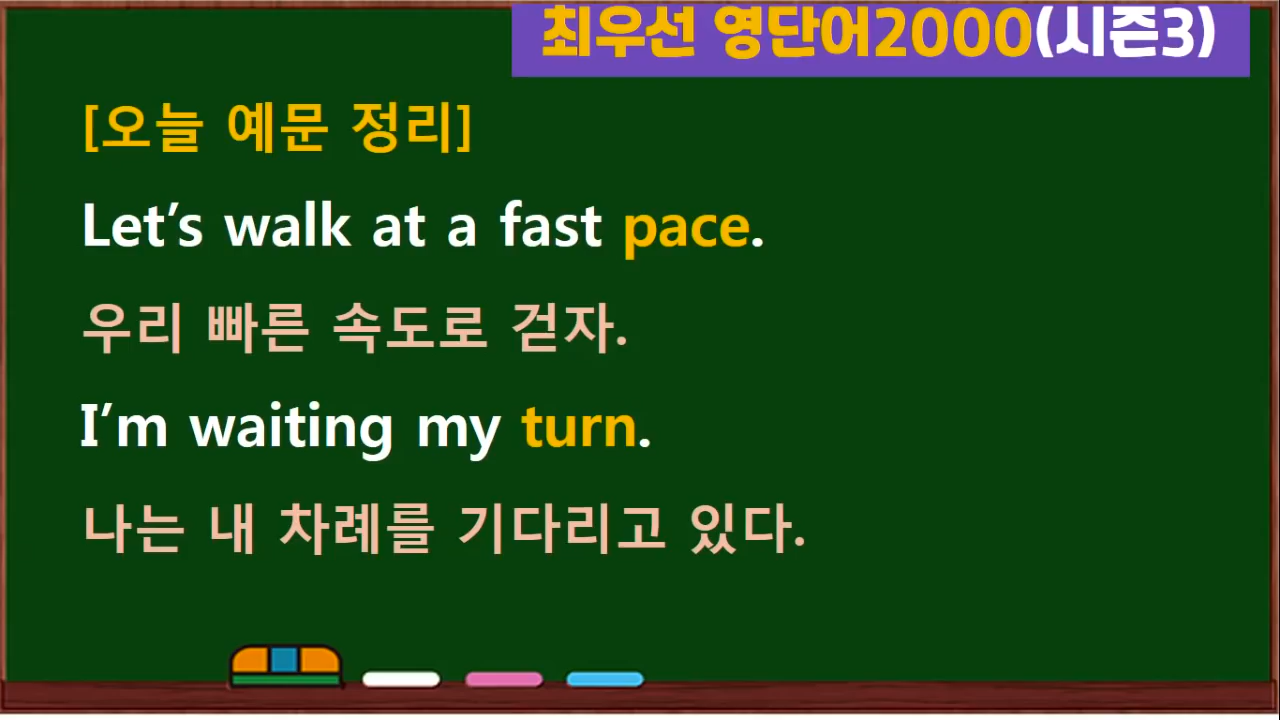 최우선 영단어2000(시즌3)
[오늘 예문 정리]
Let’s walk at a fast pace.
우리 빠른 속도로 걷자.
I’m waiting my turn.
나는 내 차례를 기다리고 있다.